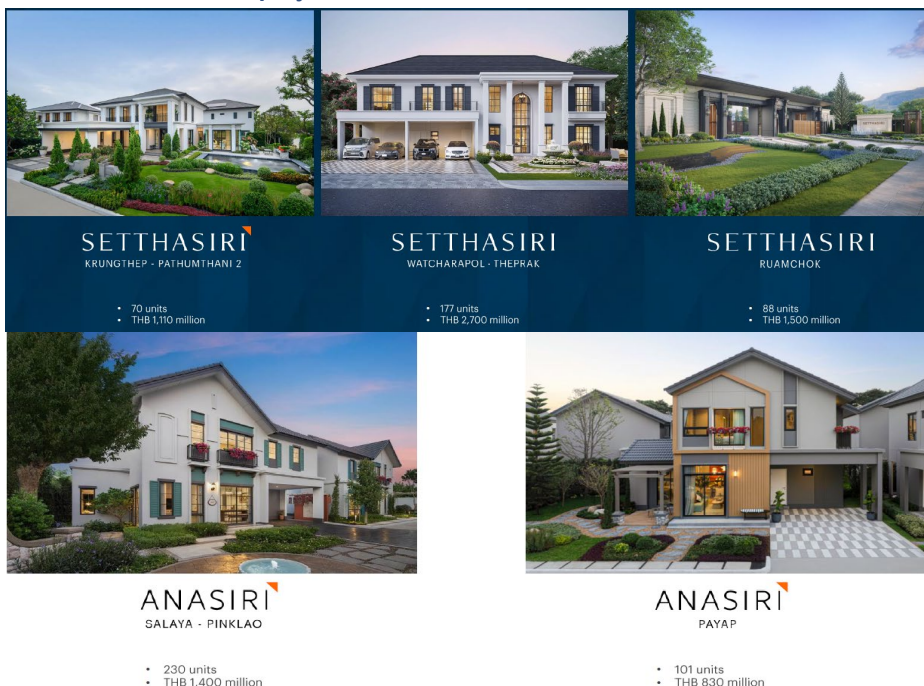 SETTHASIRI
KRUNGTHEP - PATHUMTHANI 2
• 70 units
• THB 1,110 million
SETTHASIRI
WATCHARAPOL - THEPRAK
• 177 units
• THB 2,700 million
SETTHASIRI
RUAMCHOK
• 88 units
• THB 1,500 million
ANASIRI
SALAYA - PINKLAO
• 230 units
• THB 1,400 million
ANASIRI
PAYAP
• 101 units
• THB 830 million